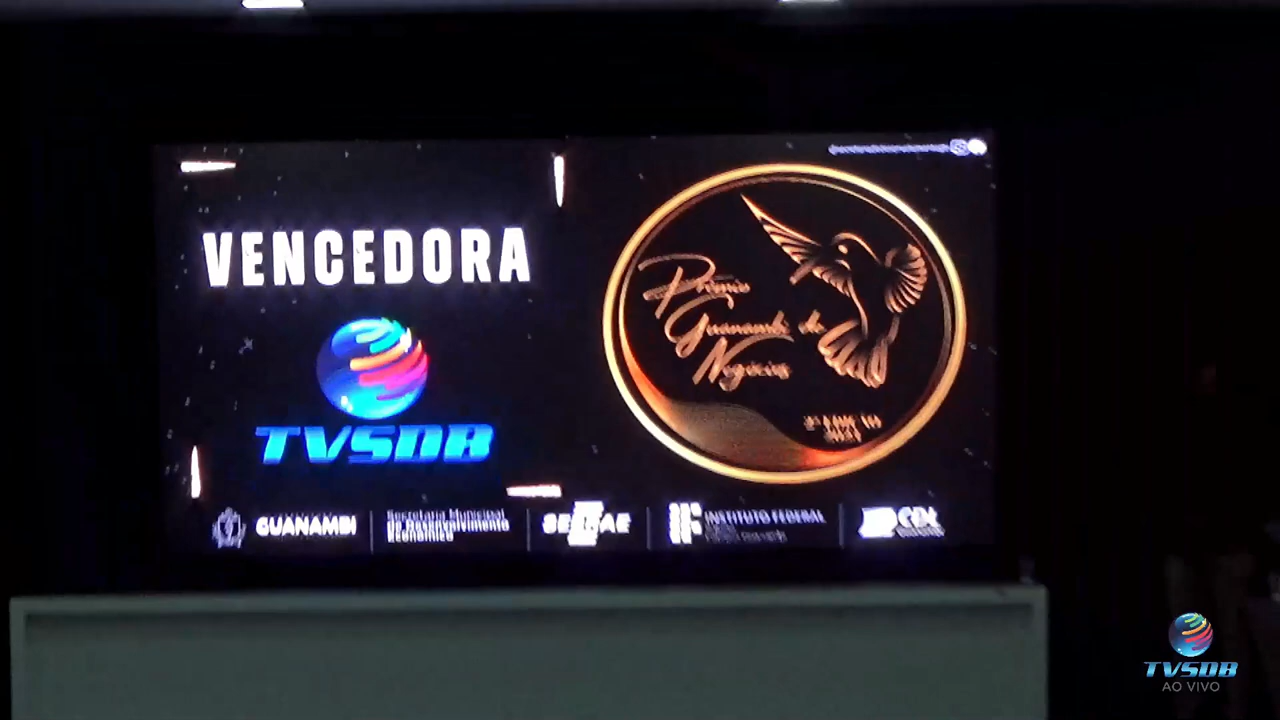 VENCEDORA
TVSDB
Prêmio
Guanambi de
Negócios
GUANAMBI
Secretaria Municipal
de Desenvolvimento
Econômico
SEBRAE
INSTITUTO FEDERAL
CDL
TVSDB
AO VIVO